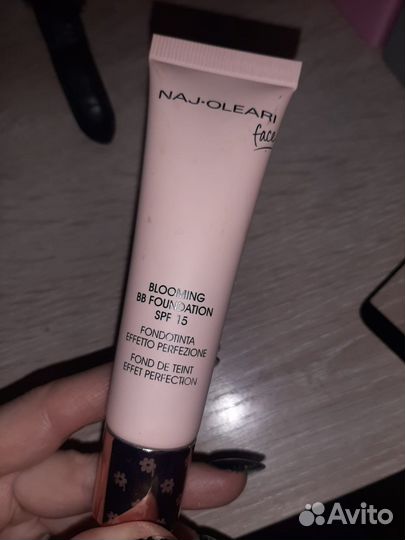 NAJ·OLEARI
face
BLOOMING
BB FOUNDATION
SPF 15
FONDOTINTA
EFFETTO PERFEZIONE
FOND DE TEINT
EFFET PERFECTION
Avito